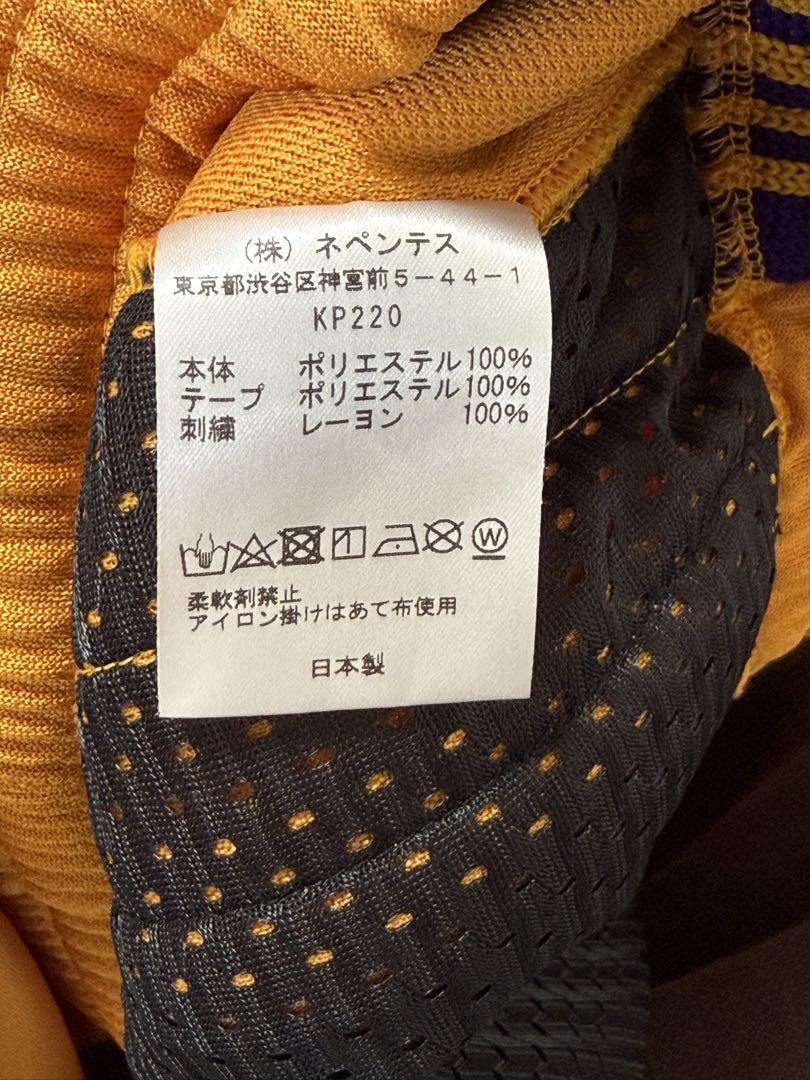 (株) ネペンテス
東京都渋谷区神宮前5-44-1
KP220
本体 ポリエステル100%
テープ ポリエステル100%
刺繍 レーヨン 100%
W
柔軟剤禁止
アイロン掛けはあて布使用
日本製